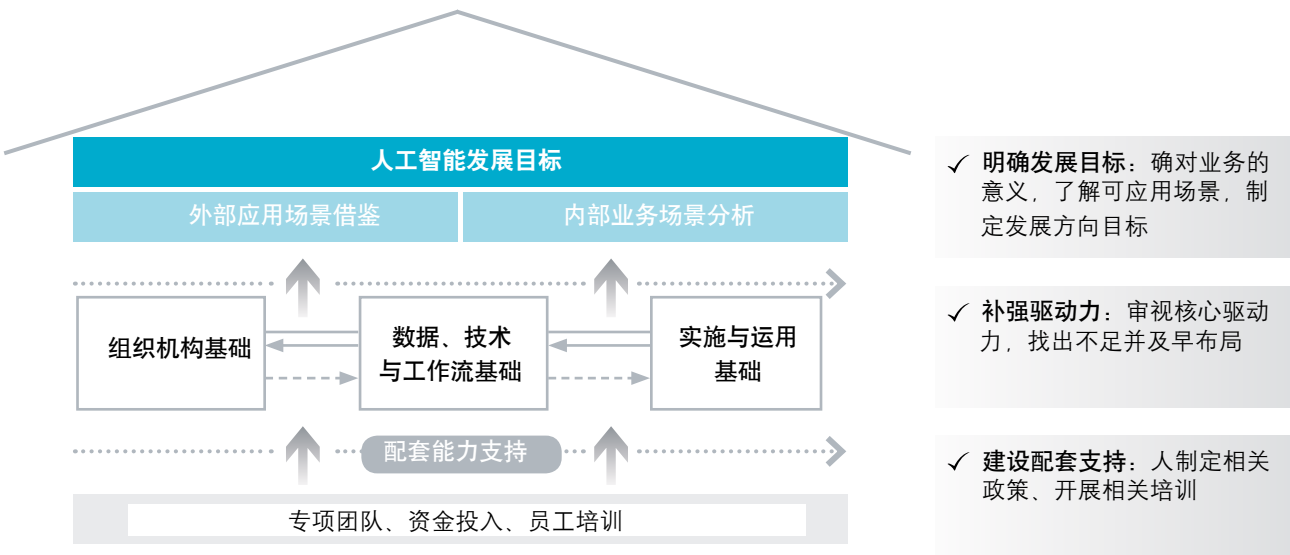 人工智能发展目标
外部应用场景借鉴
内部业务场景分析
组织机构基础
数据、技术
与工作流基础
实施与运用
基础
配套能力支持
专项团队、资金投入、员工培训
✓ 明确发展目标：确对业务的
意义，了解可应用场景，制
定发展方向目标
✓ 补强驱动力：审视核心驱动
力，找出不足并及早布局
✓ 建设配套支持：人制定相关
政策、开展相关培训